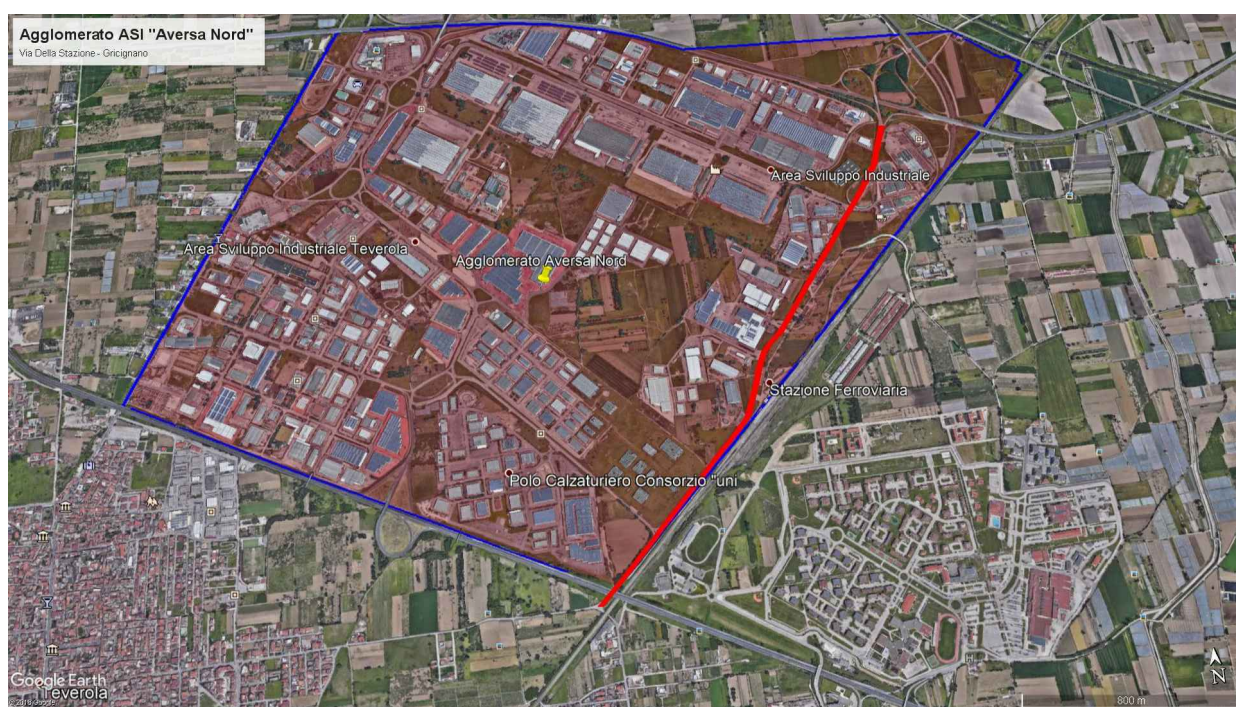 Agglomerato ASI "Aversa Nord"
Via Della Stazione - Gricignano
Area Sviluppo Industriale
Area Sviluppo Industriale Teverola
Agglomerato Aversa Nord
Stazione Ferroviaria
Polo Calzaturiero Consorzio "uni
Google Earth
Teverola
N
800 m